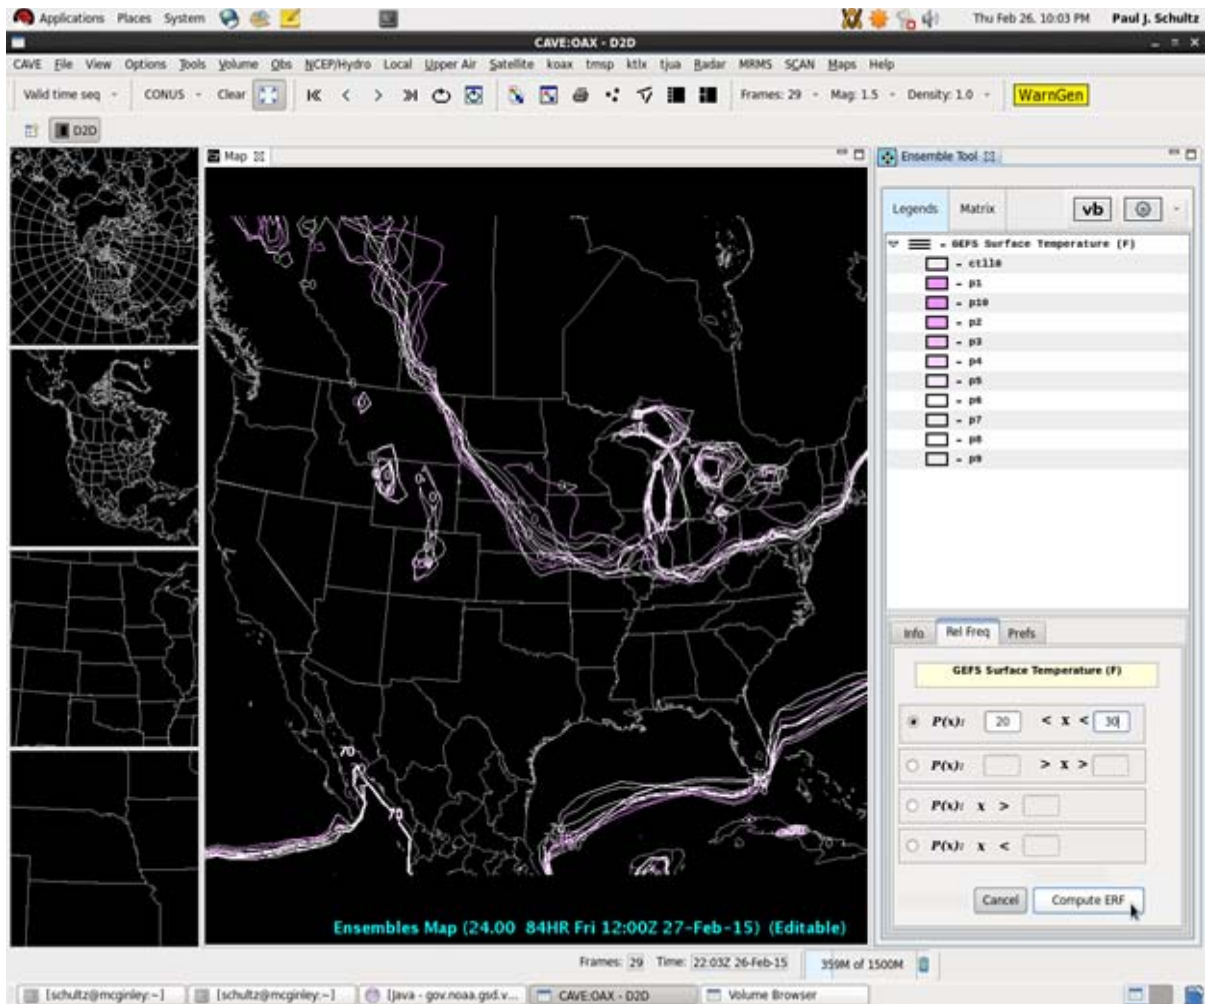 Applications Places System Thu Feb 26, 10:03 PM Paul J. Schultz
CAVE:OAX - D2D
CAVE File View Options Tools Volume Obs NCEP/Hydro Local Upper Air Satellite koax tmsp ktlx tjua Radar MRMS SCAN Maps Help
Valid time seq CONUS Clear Frames: 29 Mag: 1.5 Density: 1.0 WarnGen
D2D
Map
Ensemble Tool
Legends Matrix vb
- GEFS Surface Temperature (F)
- ctl10
- p1
- p10
- p2
- p3
- p4
- p5
- p6
- p7
- p8
- p9
Info Rel Freq Prefs
GEFS Surface Temperature (F)
P(x): 20 < x < 30
P(x): > x >
P(x): x >
P(x): x <
Cancel Compute ERF
70
70
Ensembles Map (24.00 84HR Fri 12:00Z 27-Feb-15) (Editable)
Frames: 29 Time: 22:03Z 26-Feb-15 359M of 1500M
[schultz@mcginley:~] [schultz@mcginley:~] [Java - gov.noaa.gsd.v... CAVE:OAX - D2D Volume Browser